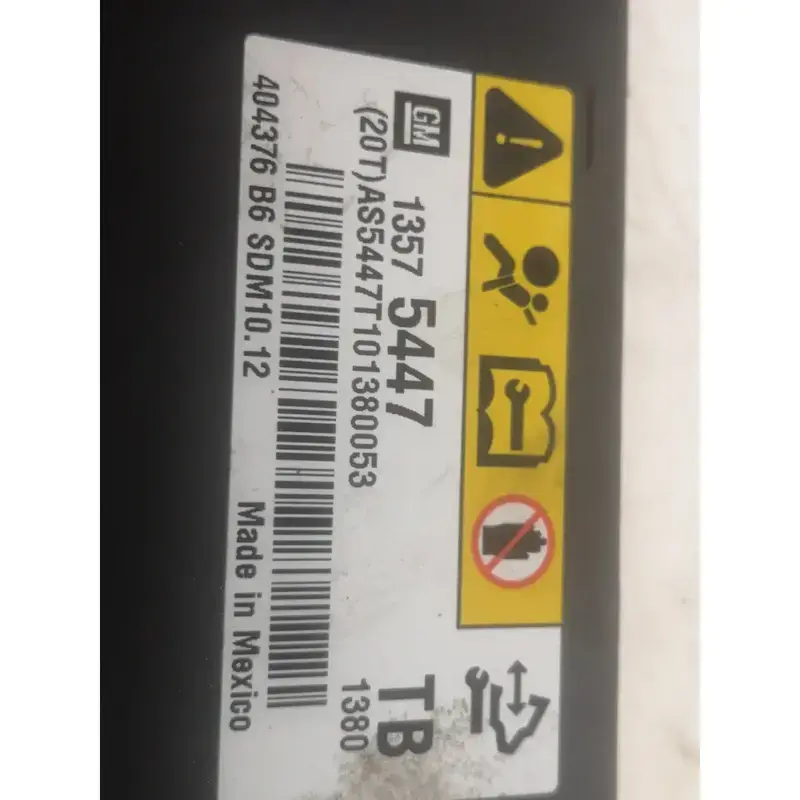 GM 1357 5447 TB
(20T)AS5447T101380053 1380
404376 B6 SDM10.12 Made in Mexico